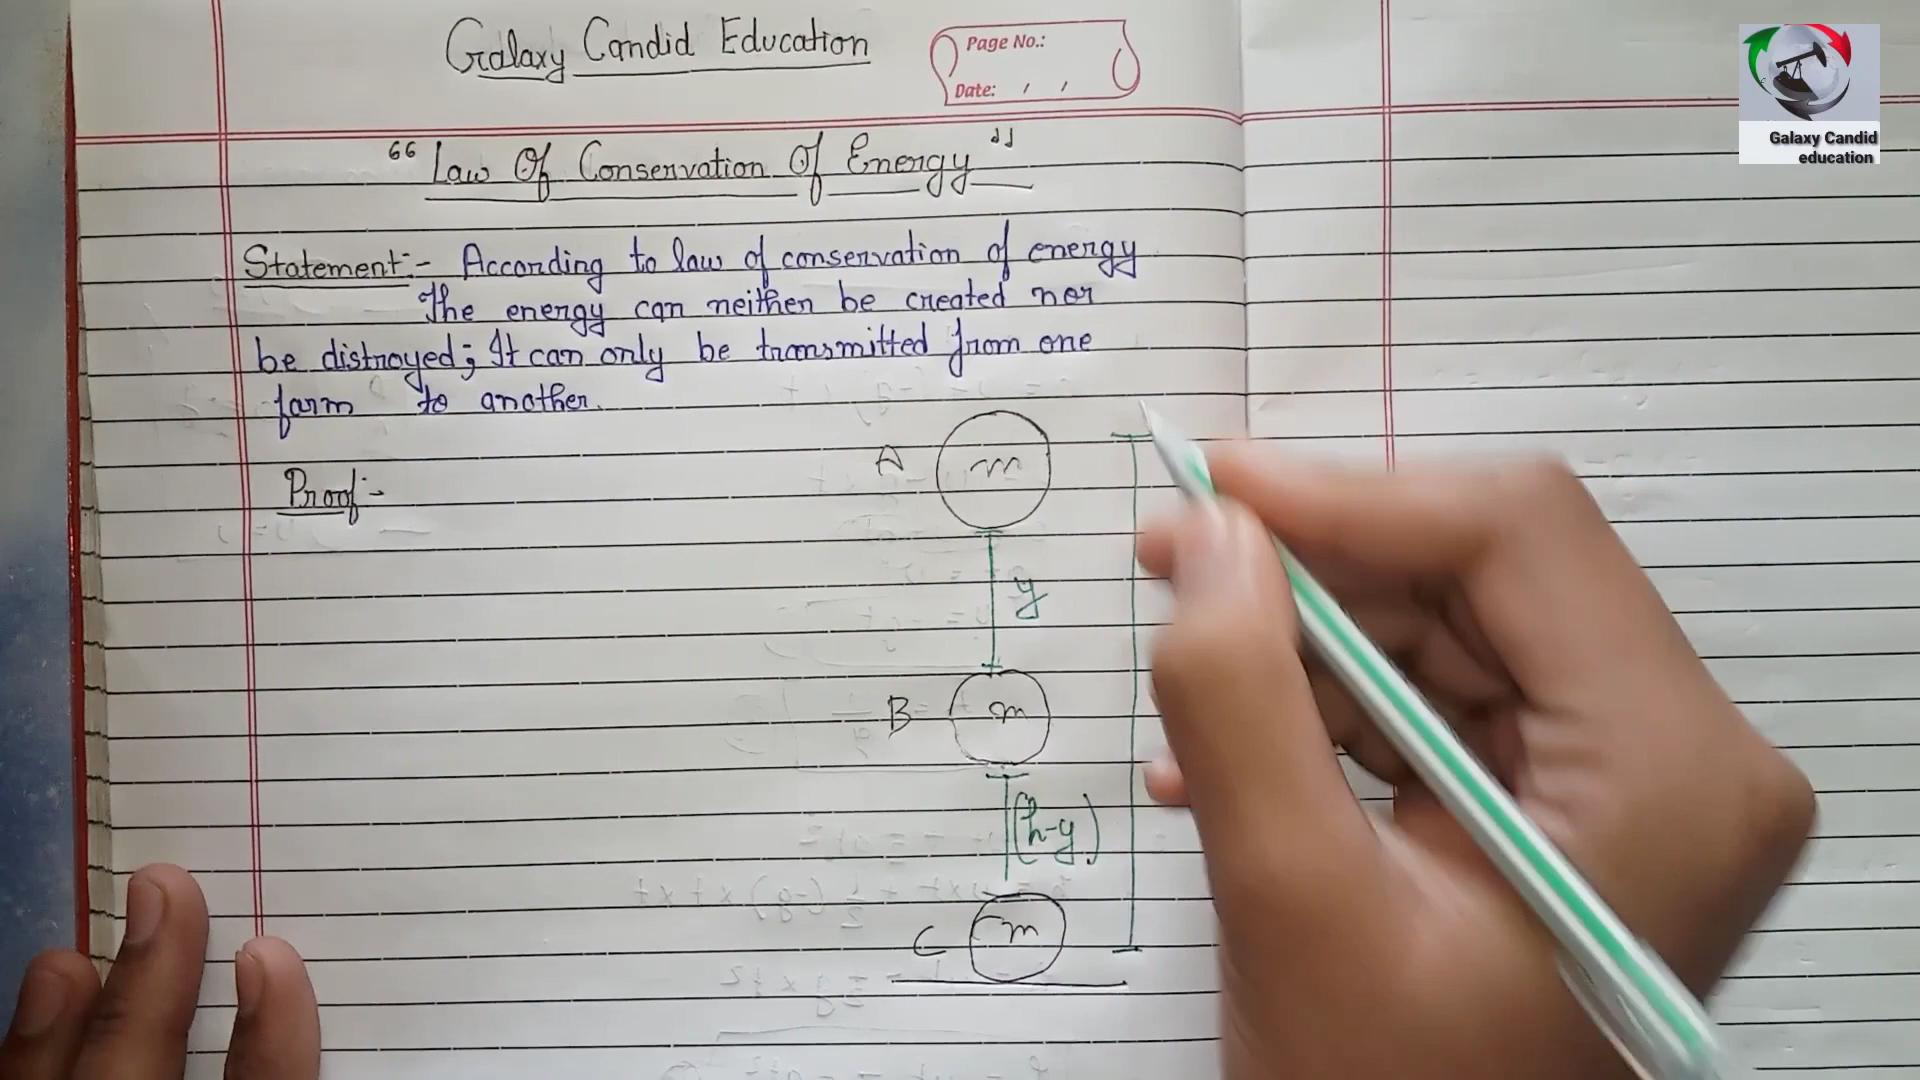 Galaxy Candid Education
Page No.:
Date: / /
Galaxy Candid
education
"Law Of Conservation Of Energy"
Statement:- According to law of conservation of energy
The energy can neither be created nor
be distroyed; It can only be transmitted from one
farm to another.
A m
Proof:-
y
B m
(h-y)
C m